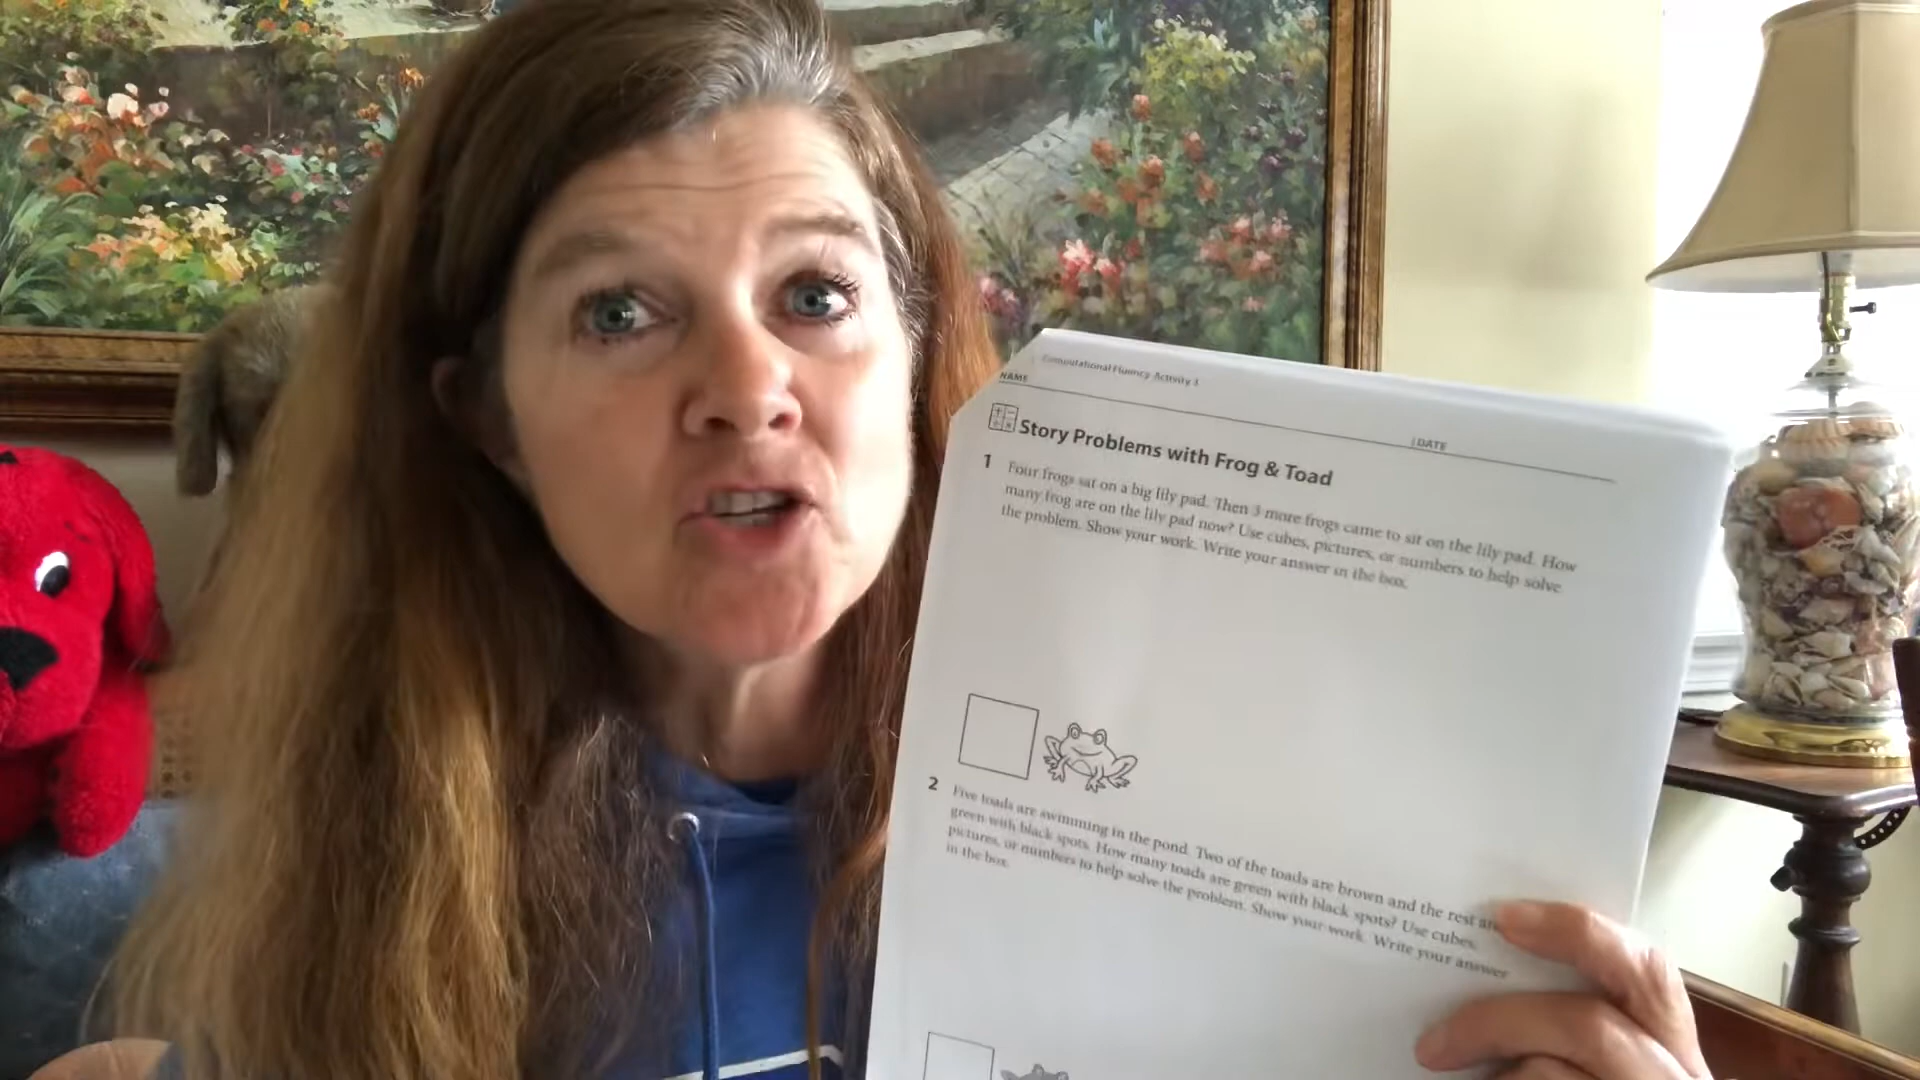 Computational Fluency Activity 3
NAME | DATE
Story Problems with Frog & Toad
1 Four frogs sat on a big lily pad. Then 3 more frogs came to sit on the lily pad. How
many frog are on the lily pad now? Use cubes, pictures, or numbers to help solve
the problem. Show your work. Write your answer in the box.
2 Five toads are swimming in the pond. Two of the toads are brown and the rest are
green with black spots. How many toads are green with black spots? Use cubes,
pictures, or numbers to help solve the problem. Show your work. Write your answer
in the box.